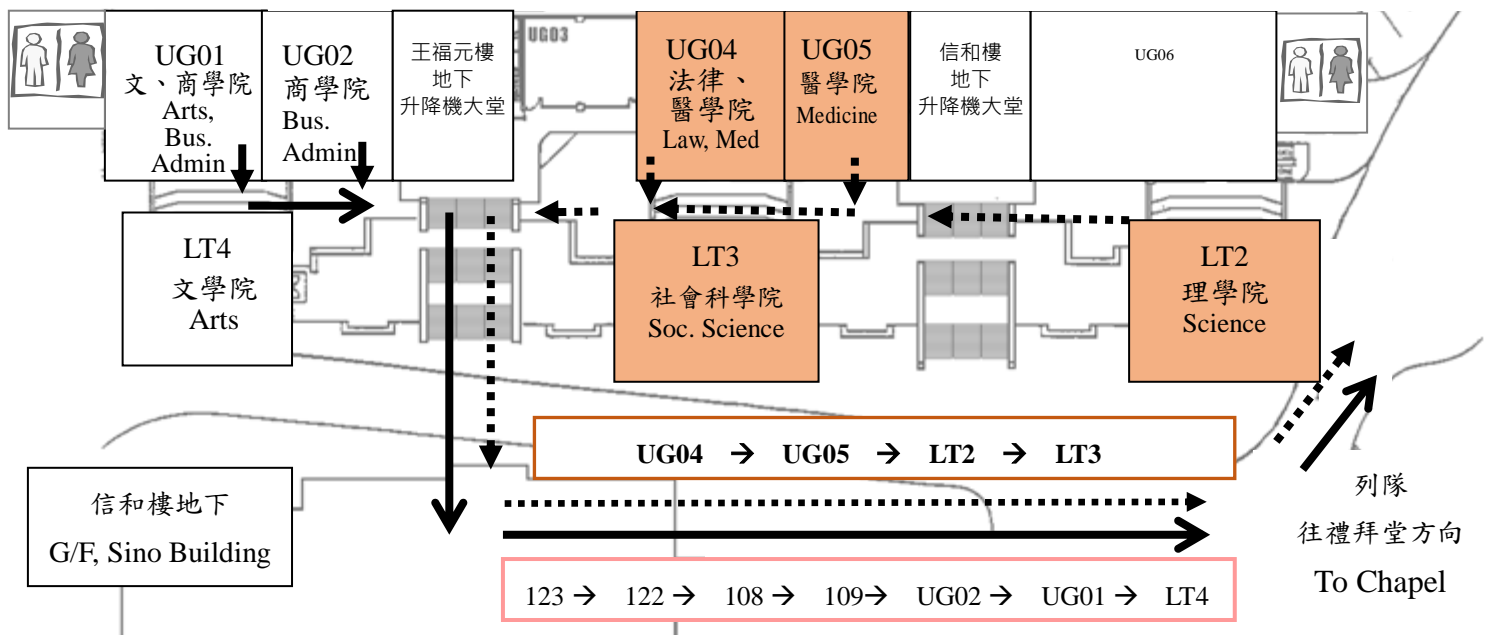 UG01
文、商學院
Arts,
Bus.
Admin
UG02
商學院
Bus.
Admin
王福元樓
地下
升降機大堂
UG03
UG04
法律、
醫學院
Law, Med
UG05
醫學院
Medicine
信和樓
地下
升降機大堂
UG06
LT4
文學院
Arts
LT3
社會科學院
Soc. Science
LT2
理學院
Science
UG04 → UG05 → LT2 → LT3
信和樓地下
G/F, Sino Building
列隊
往禮拜堂方向
To Chapel
123 → 122 → 108 → 109→ UG02 → UG01 → LT4